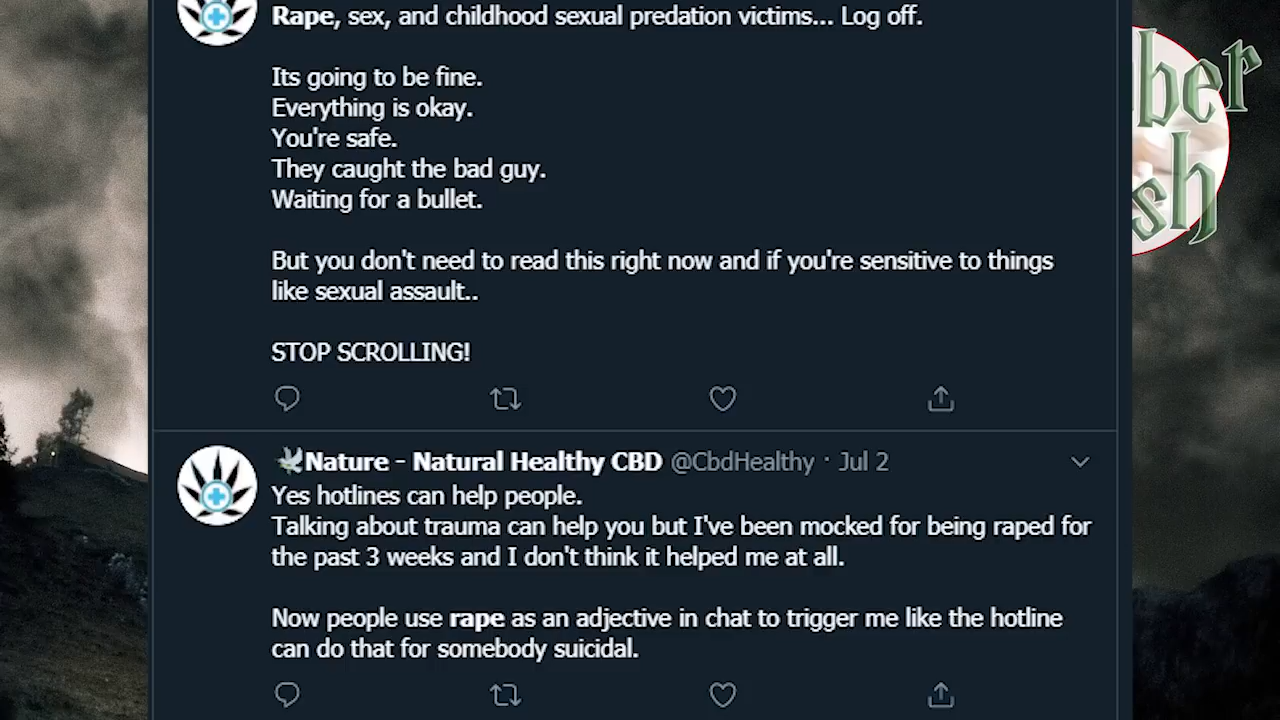 Rape, sex, and childhood sexual predation victims... Log off.
Its going to be fine.
Everything is okay.
You're safe.
They caught the bad guy.
Waiting for a bullet.
But you don't need to read this right now and if you're sensitive to things
like sexual assault..
STOP SCROLLING!
Nature - Natural Healthy CBD @CbdHealthy · Jul 2
Yes hotlines can help people.
Talking about trauma can help you but I've been mocked for being raped for
the past 3 weeks and I don't think it helped me at all.
Now people use rape as an adjective in chat to trigger me like the hotline
can do that for somebody suicidal.